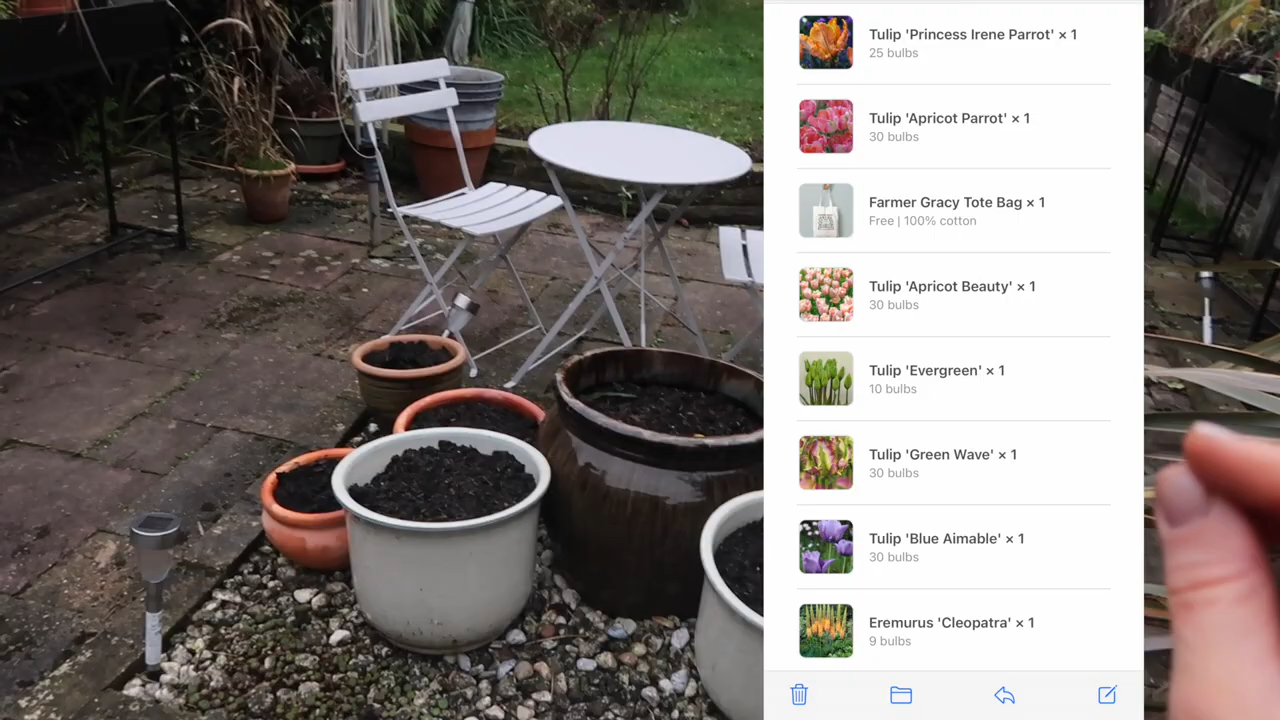 Tulip 'Princess Irene Parrot' × 1
25 bulbs
Tulip 'Apricot Parrot' × 1
30 bulbs
Farmer Gracy Tote Bag × 1
Free | 100% cotton
Tulip 'Apricot Beauty' × 1
30 bulbs
Tulip 'Evergreen' × 1
10 bulbs
Tulip 'Green Wave' × 1
30 bulbs
Tulip 'Blue Aimable' × 1
30 bulbs
Eremurus 'Cleopatra' × 1
9 bulbs